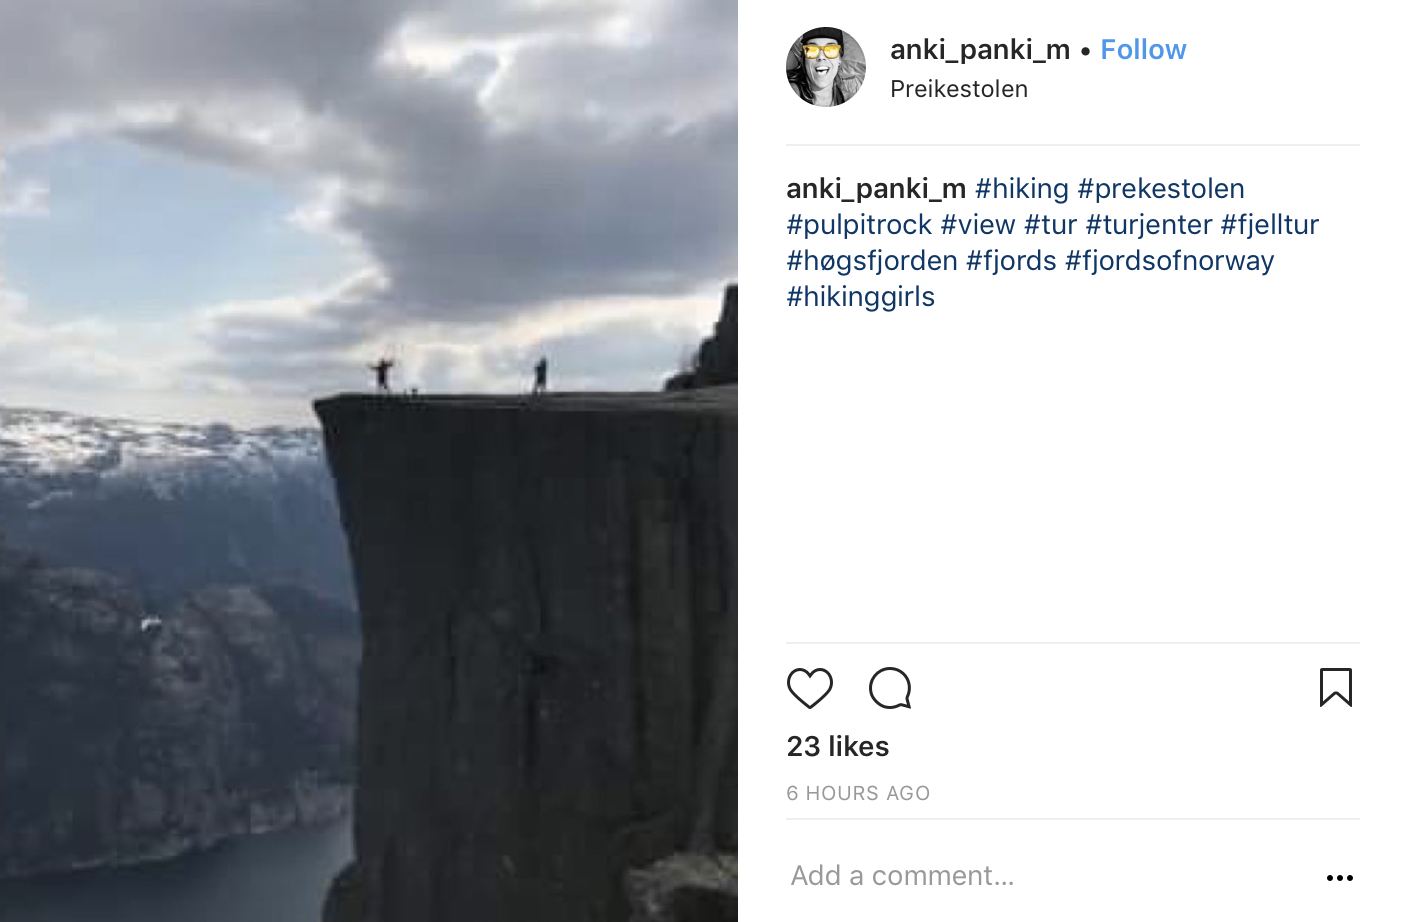 anki_panki_m • Follow
Preikestolen
anki_panki_m #hiking #prekestolen
#pulpitrock #view #tur #turjenter #fjelltur
#høgsfjorden #fjords #fjordsofnorway
#hikinggirls
23 likes
6 HOURS AGO
Add a comment...